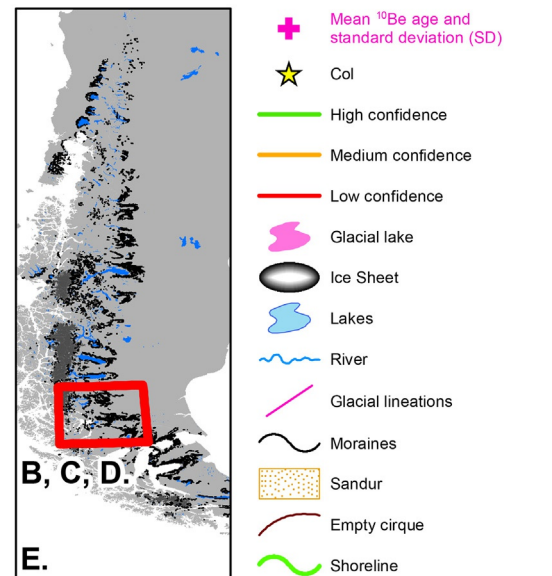 Mean ¹⁰Be age and
standard deviation (SD)
Col
High confidence
Medium confidence
Low confidence
Glacial lake
Ice Sheet
Lakes
River
Glacial lineations
Moraines
B, C, D.
Sandur
Empty cirque
E.
Shoreline